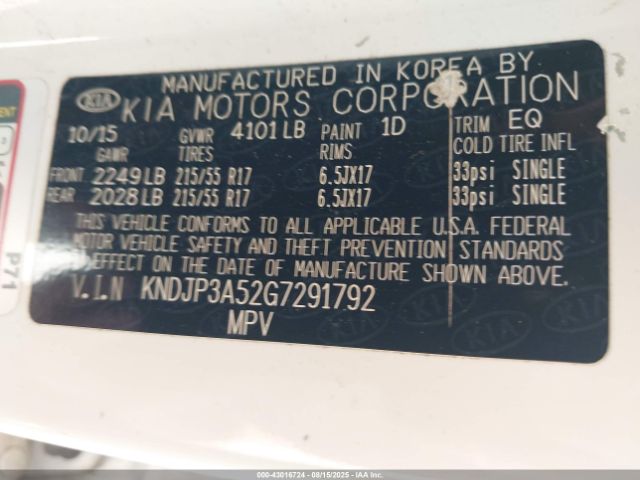 MANUFACTURED IN KOREA BY
KIA KIA MOTORS CORPORATION
10/15 GVWR 4101 LB PAINT 1D TRIM EQ
GAWR TIRES RIMS COLD TIRE INFL
FRONT 2249 LB 215/55 R17 6.5JX17 33psi SINGLE
REAR 2028 LB 215/55 R17 6.5JX17 33psi SINGLE
THIS VEHICLE CONFORMS TO ALL APPLICABLE U.S.A. FEDERAL
MOTOR VEHICLE SAFETY AND THEFT PREVENTION STANDARDS
IN EFFECT ON THE DATE OF MANUFACTURE SHOWN ABOVE.
V.I.N KNDJP3A52G7291792
MPV
P71
000-43016724 - 08/15/2025 - COPART.CA